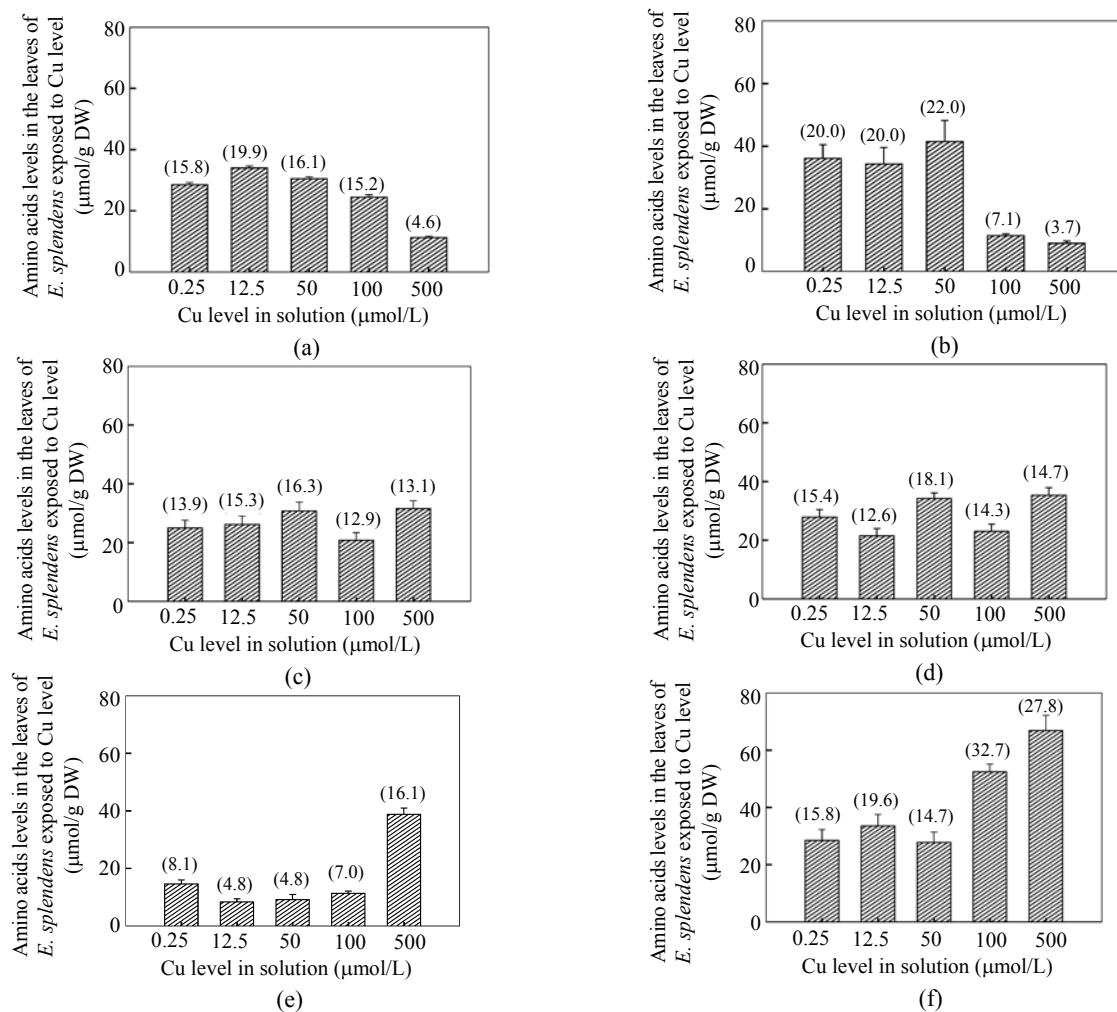 Amino acids levels in the leaves of
E. splendens exposed to Cu level
(μmol/g DW)
80
60
40
20
0
(15.8)
(19.9)
(16.1)
(15.2)
(4.6)
0.25 12.5 50 100 500
Cu level in solution (μmol/L)
(a)
Amino acids levels in the leaves of
E. splendens exposed to Cu level
(μmol/g DW)
80
60
40
20
0
(20.0)
(20.0)
(22.0)
(7.1)
(3.7)
0.25 12.5 50 100 500
Cu level in solution (μmol/L)
(b)
Amino acids levels in the leaves of
E. splendens exposed to Cu level
(μmol/g DW)
80
60
40
20
0
(13.9)
(15.3)
(16.3)
(12.9)
(13.1)
0.25 12.5 50 100 500
Cu level in solution (μmol/L)
(c)
Amino acids levels in the leaves of
E. splendens exposed to Cu level
(μmol/g DW)
80
60
40
20
0
(15.4)
(12.6)
(18.1)
(14.3)
(14.7)
0.25 12.5 50 100 500
Cu level in solution (μmol/L)
(d)
Amino acids levels in the leaves of
E. splendens exposed to Cu level
(μmol/g DW)
80
60
40
20
0
(8.1)
(4.8)
(4.8)
(7.0)
(16.1)
0.25 12.5 50 100 500
Cu level in solution (μmol/L)
(e)
Amino acids levels in the leaves of
E. splendens exposed to Cu level
(μmol/g DW)
80
60
40
20
0
(15.8)
(19.6)
(14.7)
(32.7)
(27.8)
0.25 12.5 50 100 500
Cu level in solution (μmol/L)
(f)